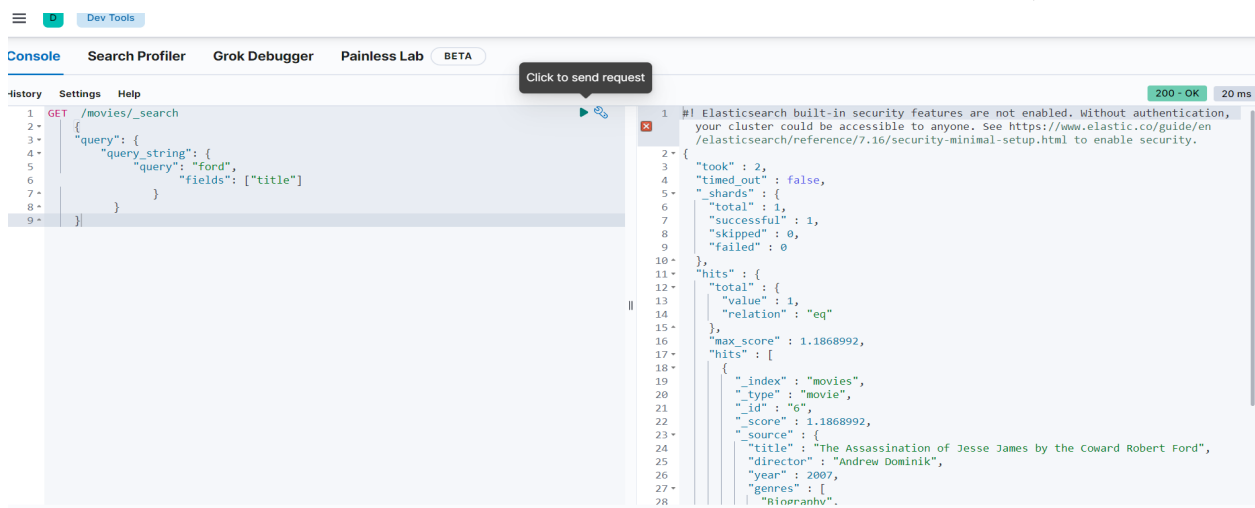 D Dev Tools
Console Search Profiler Grok Debugger Painless Lab BETA
Click to send request
History Settings Help
200 - OK 20 ms
1 GET /movies/_search
2 {
3 "query": {
4 "query_string": {
5 "query": "ford",
6 "fields": ["title"]
7 }
8 }
9 }
1 #! Elasticsearch built-in security features are not enabled. Without authentication,
your cluster could be accessible to anyone. See https://www.elastic.co/guide/en
/elasticsearch/reference/7.16/security-minimal-setup.html to enable security.
2 {
3 "took" : 2,
4 "timed_out" : false,
5 "_shards" : {
6 "total" : 1,
7 "successful" : 1,
8 "skipped" : 0,
9 "failed" : 0
10 },
11 "hits" : {
12 "total" : {
13 "value" : 1,
14 "relation" : "eq"
15 },
16 "max_score" : 1.1868992,
17 "hits" : [
18 {
19 "_index" : "movies",
20 "_type" : "movie",
21 "_id" : "6",
22 "_score" : 1.1868992,
23 "_source" : {
24 "title" : "The Assassination of Jesse James by the Coward Robert Ford",
25 "director" : "Andrew Dominik",
26 "year" : 2007,
27 "genres" : [
28 "Biography",